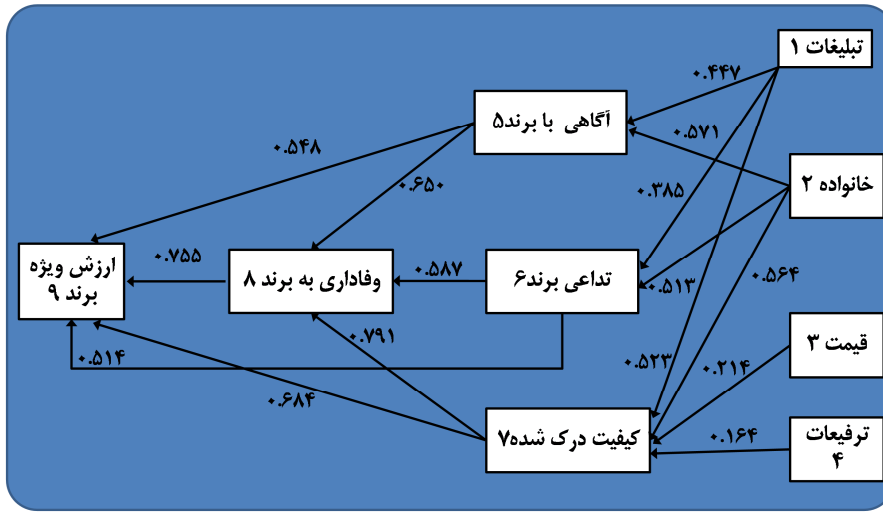 تبلیغات ۱
۰.۴۴۷
آگاهی با برند۵
۰.۵۷۱
۰.۵۴۸
خانواده ۲
۰.۶۵۰
۰.۳۸۵
ارزش ویژه
برند ۹
۰.۷۵۵
وفاداری به برند ۸
۰.۵۸۷
تداعی برند۶
۰.۵۱۳
۰.۵۶۴
قیمت ۳
۰.۷۹۱
۰.۵۱۴
۰.۵۲۳
۰.۲۱۴
۰.۶۸۴
کیفیت درک شده۷
۰.۱۶۴
ترفیعات
۴